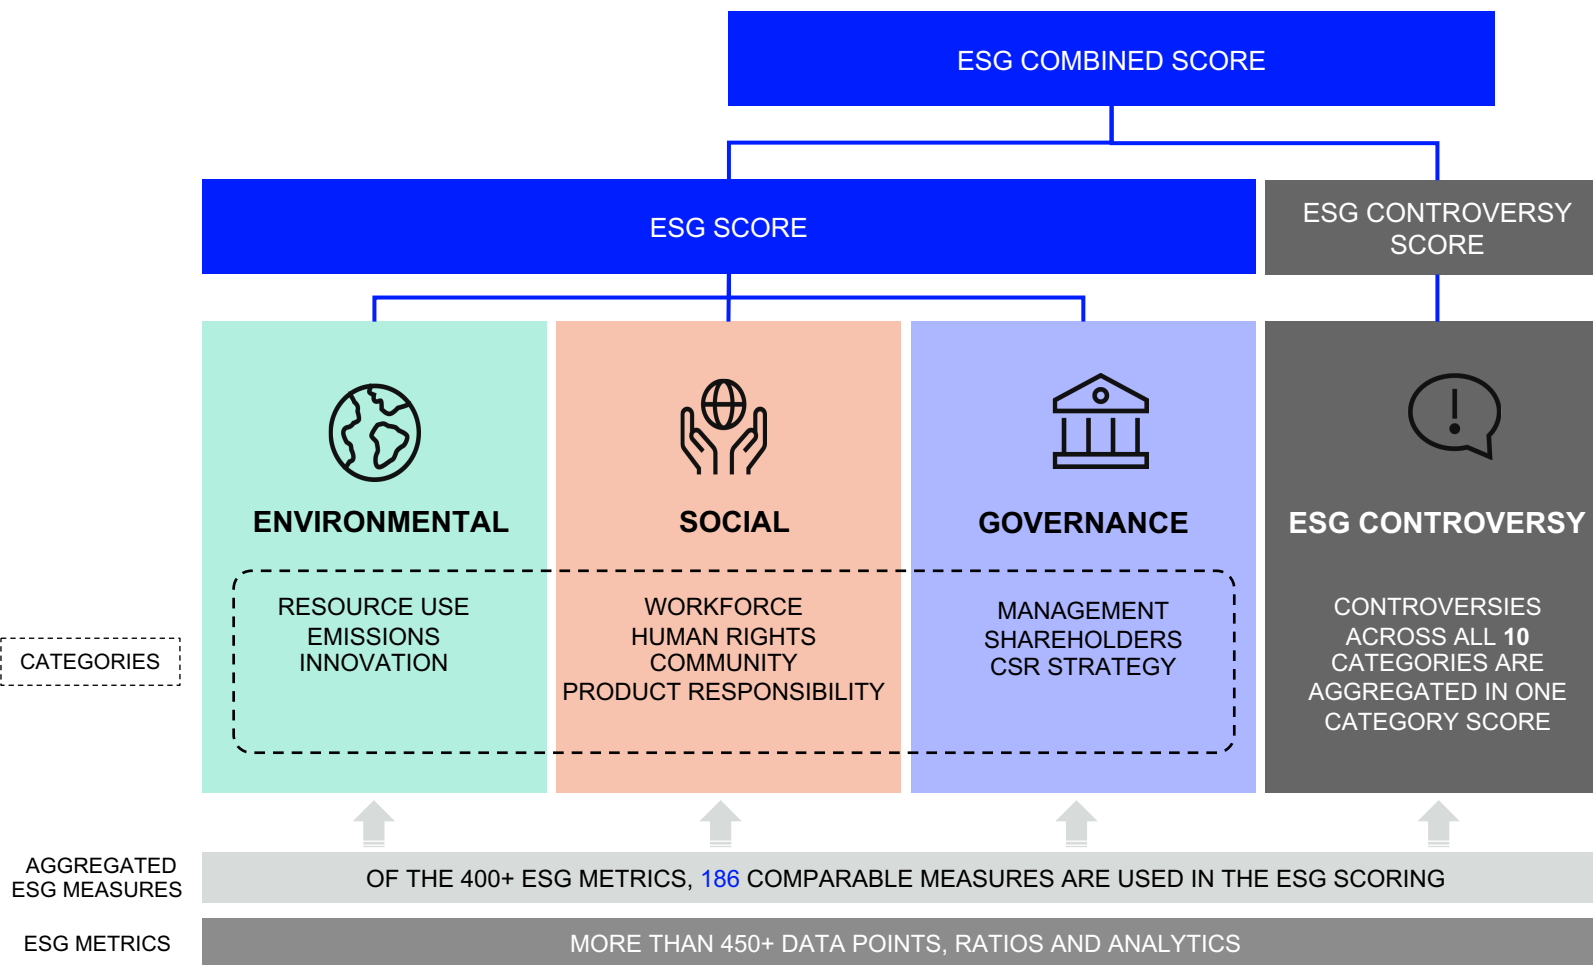 ESG COMBINED SCORE
ESG SCORE
ESG CONTROVERSY
SCORE
ENVIRONMENTAL
SOCIAL
GOVERNANCE
ESG CONTROVERSY
CATEGORIES
RESOURCE USE
EMISSIONS
INNOVATION
WORKFORCE
HUMAN RIGHTS
COMMUNITY
PRODUCT RESPONSIBILITY
MANAGEMENT
SHAREHOLDERS
CSR STRATEGY
CONTROVERSIES
ACROSS ALL 10
CATEGORIES ARE
AGGREGATED IN ONE
CATEGORY SCORE
AGGREGATED
ESG MEASURES
OF THE 400+ ESG METRICS, 186 COMPARABLE MEASURES ARE USED IN THE ESG SCORING
ESG METRICS
MORE THAN 450+ DATA POINTS, RATIOS AND ANALYTICS